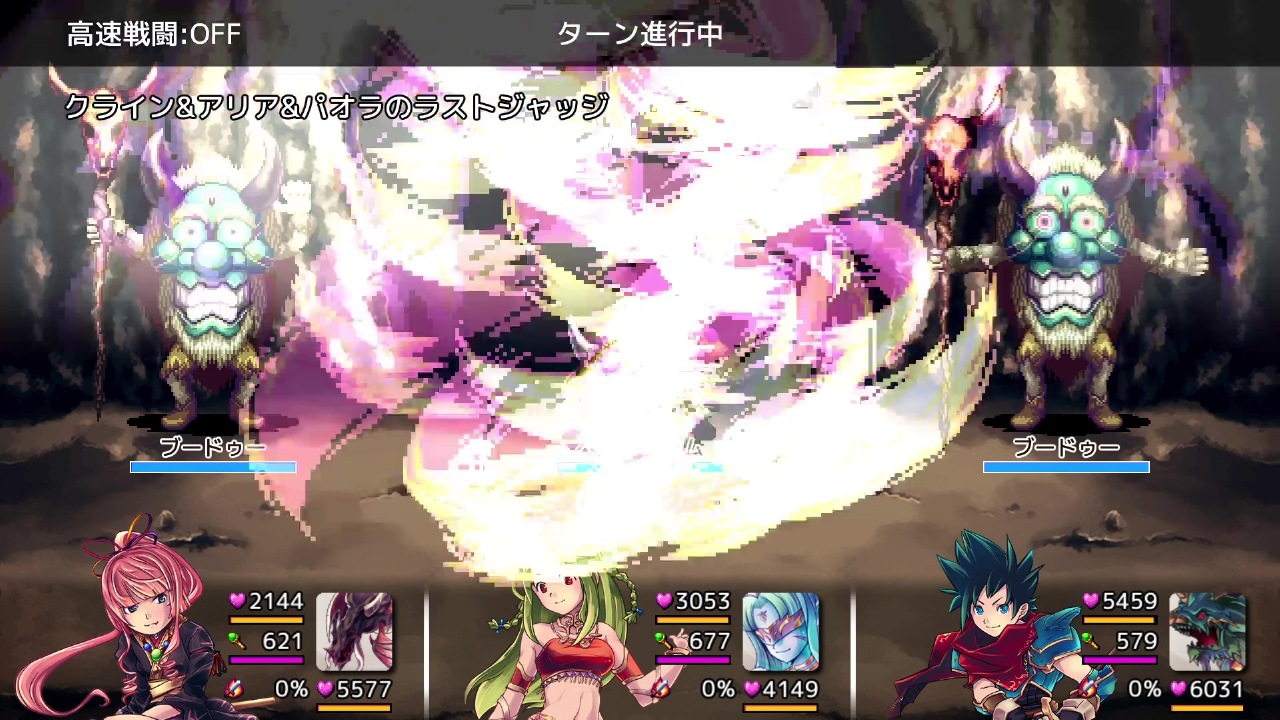 高速戦闘:OFF
ターン進行中
クライン&アリア&パオラのラストジャッジ
ブードゥー
ブードゥー
2144
621
0%
5577
3053
677
0%
4149
5459
579
0%
6031